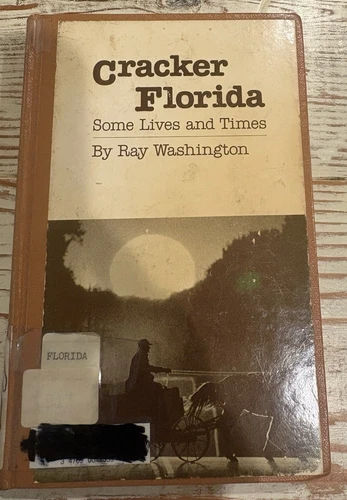 Cracker
Florida
Some Lives and Times
By Ray Washington
FLORIDA